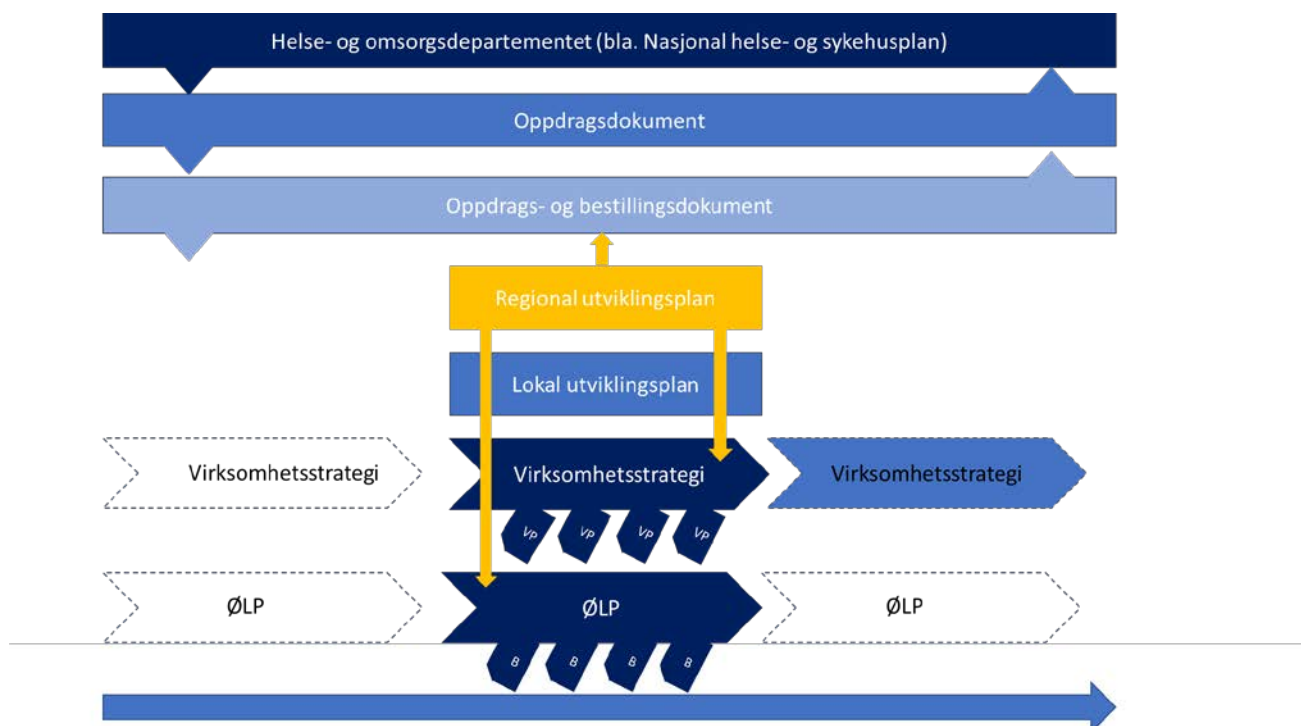 Helse- og omsorgsdepartementet (bla. Nasjonal helse- og sykehusplan)
Oppdragsdokument
Oppdrags- og bestillingsdokument
Regional utviklingsplan
Lokal utviklingsplan
Virksomhetsstrategi
Virksomhetsstrategi
Virksomhetsstrategi
VP
VP
VP
VP
ØLP
ØLP
ØLP
B
B
B
B